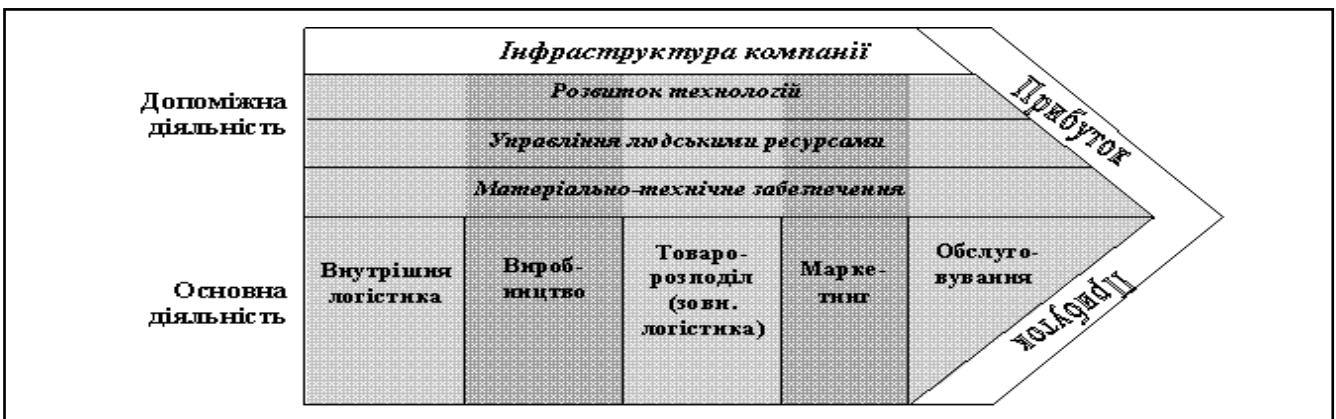 Інфраструктура компанії
Розвиток технологій
Управління людськими ресурсами
Матеріально-технічне забезпечення
Допоміжна
діяльність
Прибуток
Основна
діяльність
Внутрішня
логістика
Вироб-
ництво
Товаро-
розподіл
(зовн.
логістика)
Марке-
тинг
Обслуго-
вування
Прибуток